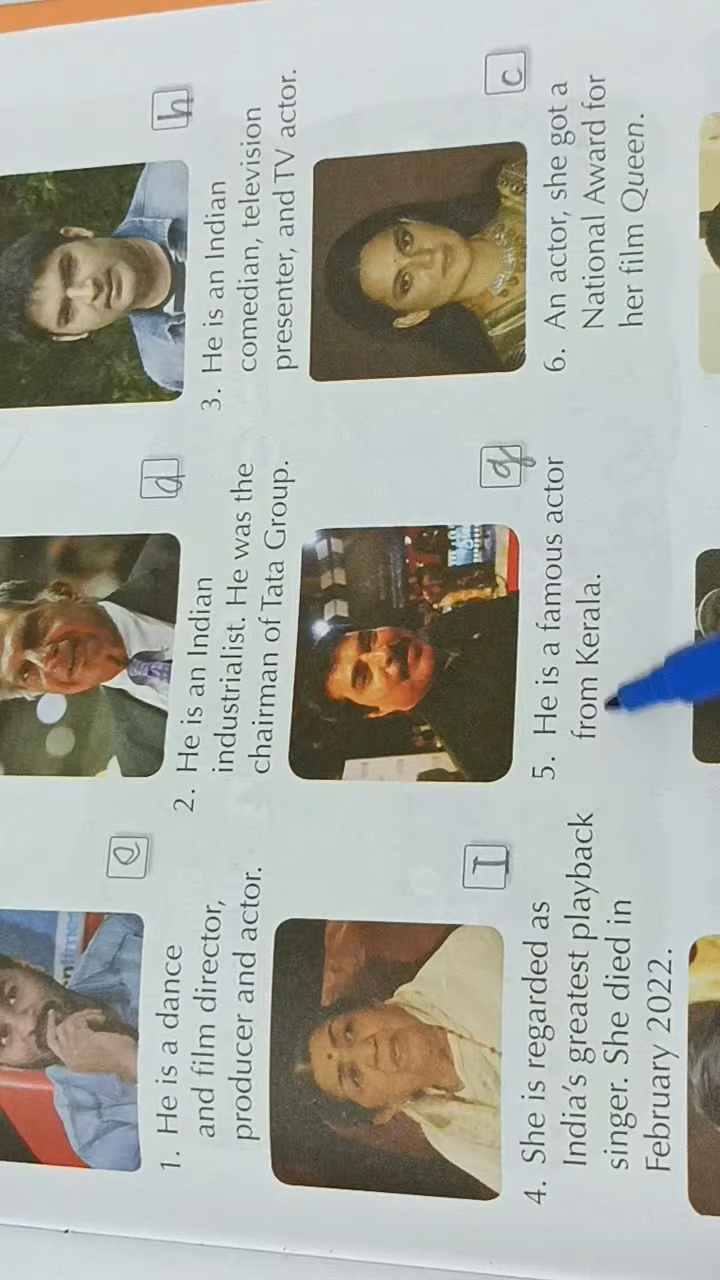 e
1. He is a dance
and film director,
producer and actor.
d
2. He is an Indian
industrialist. He was the
chairman of Tata Group.
h
3. He is an Indian
comedian, television
presenter, and TV actor.
I
4. She is regarded as
India's greatest playback
singer. She died in
February 2022.
g
5. He is a famous actor
from Kerala.
c
6. An actor, she got a
National Award for
her film Queen.